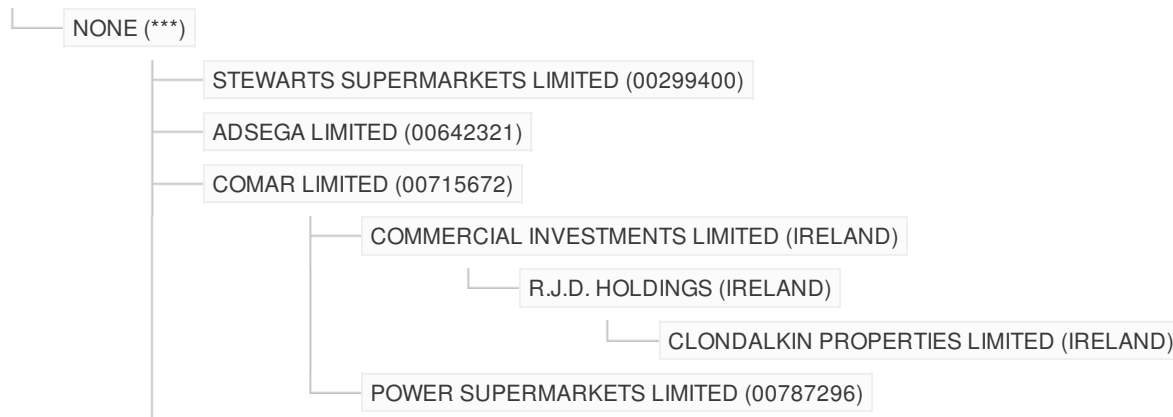 NONE (***)
STEWARTS SUPERMARKETS LIMITED (00299400)
ADSEGA LIMITED (00642321)
COMAR LIMITED (00715672)
COMMERCIAL INVESTMENTS LIMITED (IRELAND)
R.J.D. HOLDINGS (IRELAND)
CLONDALKIN PROPERTIES LIMITED (IRELAND)
POWER SUPERMARKETS LIMITED (00787296)